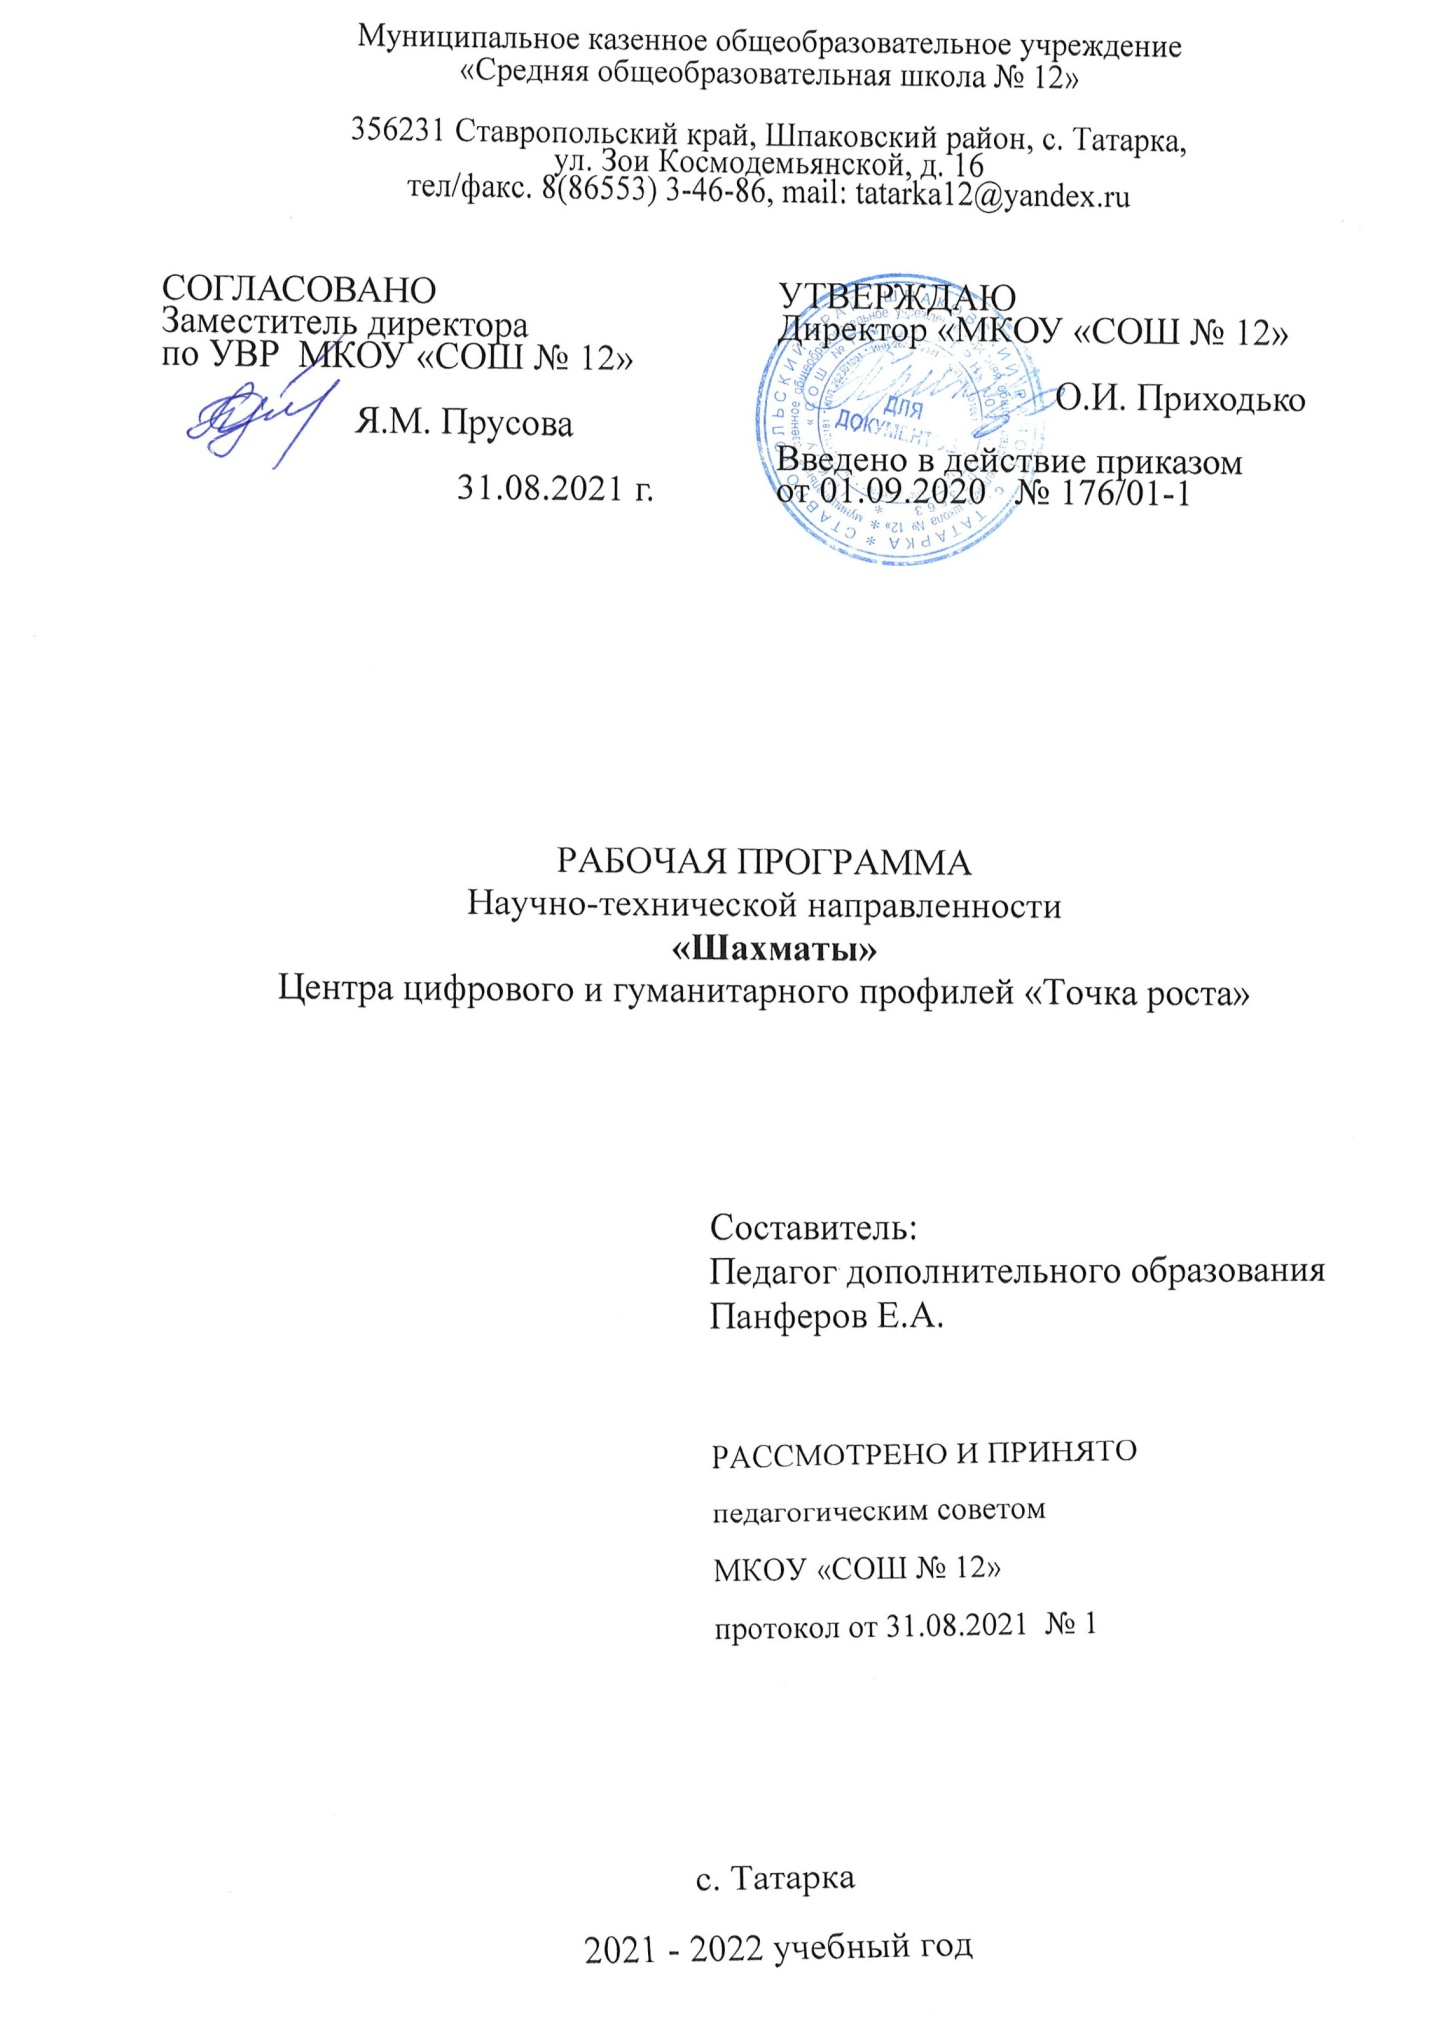 Муниципальное казенное общеобразовательное учреждение
«Средняя общеобразовательная школа № 12»
356231 Ставропольский край, Шпаковский район, с. Татарка,
ул. Зои Космодемьянской, д. 16
тел/факс. 8(86553) 3-46-86, mail: tatarka12@yandex.ru
СОГЛАСОВАНО
Заместитель директора
по УВР МКОУ «СОШ № 12»
Я.М. Прусова
31.08.2021 г.
УТВЕРЖДАЮ
Директор «МКОУ «СОШ № 12»
О.И. Приходько
Введено в действие приказом
от 01.09.2020 № 176/01-1
ДЛЯ
ДОКУМЕНТ
РАБОЧАЯ ПРОГРАММА
Научно-технической направленности
«Шахматы»
Центра цифрового и гуманитарного профилей «Точка роста»
Составитель:
Педагог дополнительного образования
Панферов Е.А.
РАССМОТРЕНО И ПРИНЯТО
педагогическим советом
МКОУ «СОШ № 12»
протокол от 31.08.2021 № 1
с. Татарка
2021 - 2022 учебный год